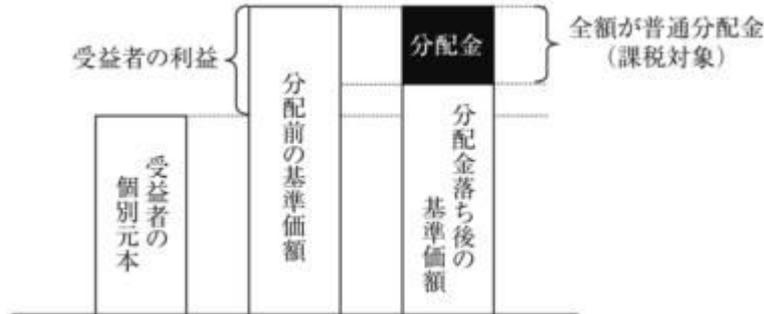 受益者の利益
受益者の
個別元本
分配前の基準価額
分配金
分配金落ち後の
基準価額
全額が普通分配金
（課税対象）